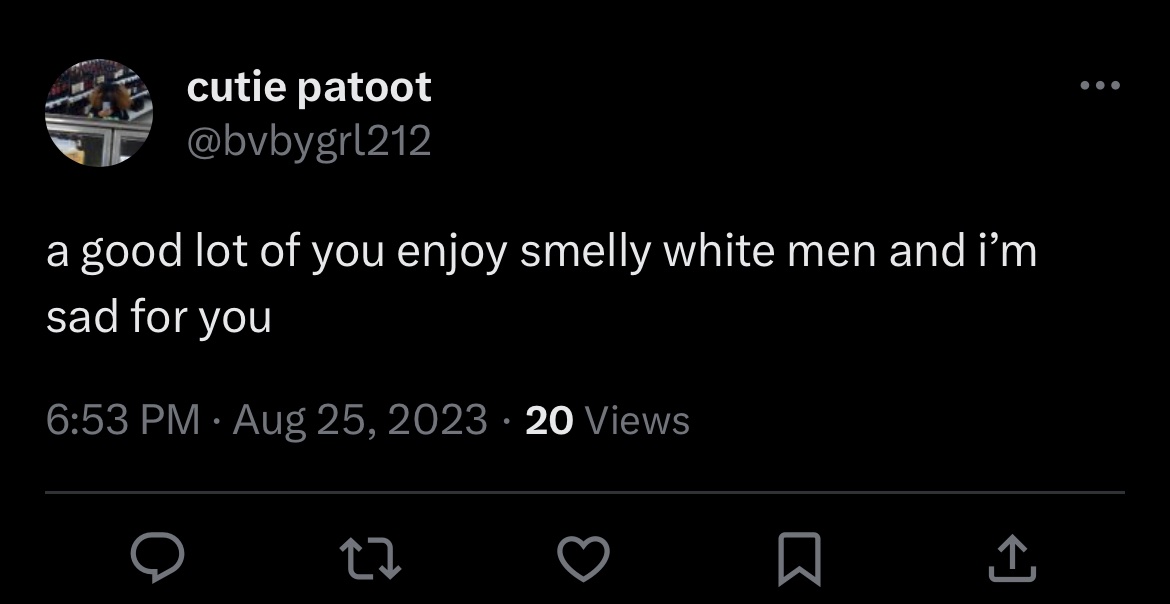 cutie patoot
@bvbygrl212
a good lot of you enjoy smelly white men and i’m
sad for you
6:53 PM · Aug 25, 2023 · 20 Views